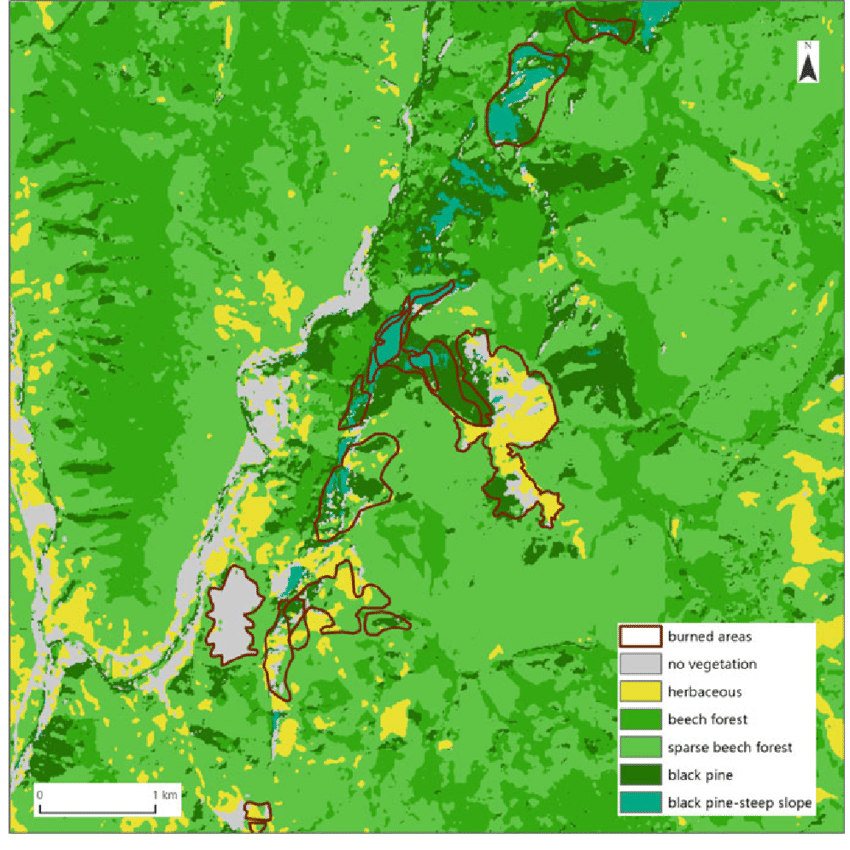 N
burned areas
no vegetation
herbaceous
beech forest
sparse beech forest
black pine
black pine-steep slope
0 1 km